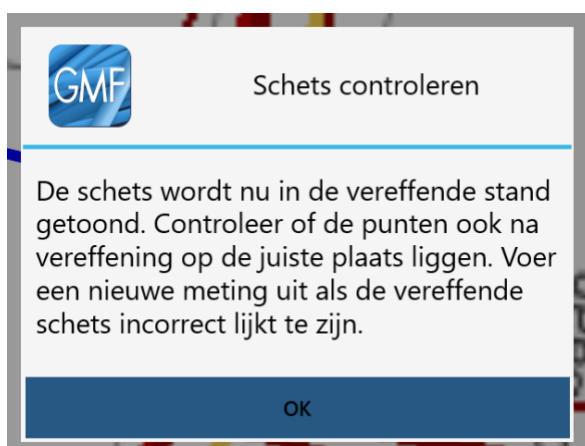 GMF
Schets controleren
De schets wordt nu in de vereffende stand
getoond. Controleer of de punten ook na
vereffening op de juiste plaats liggen. Voer
een nieuwe meting uit als de vereffende
schets incorrect lijkt te zijn.
OK